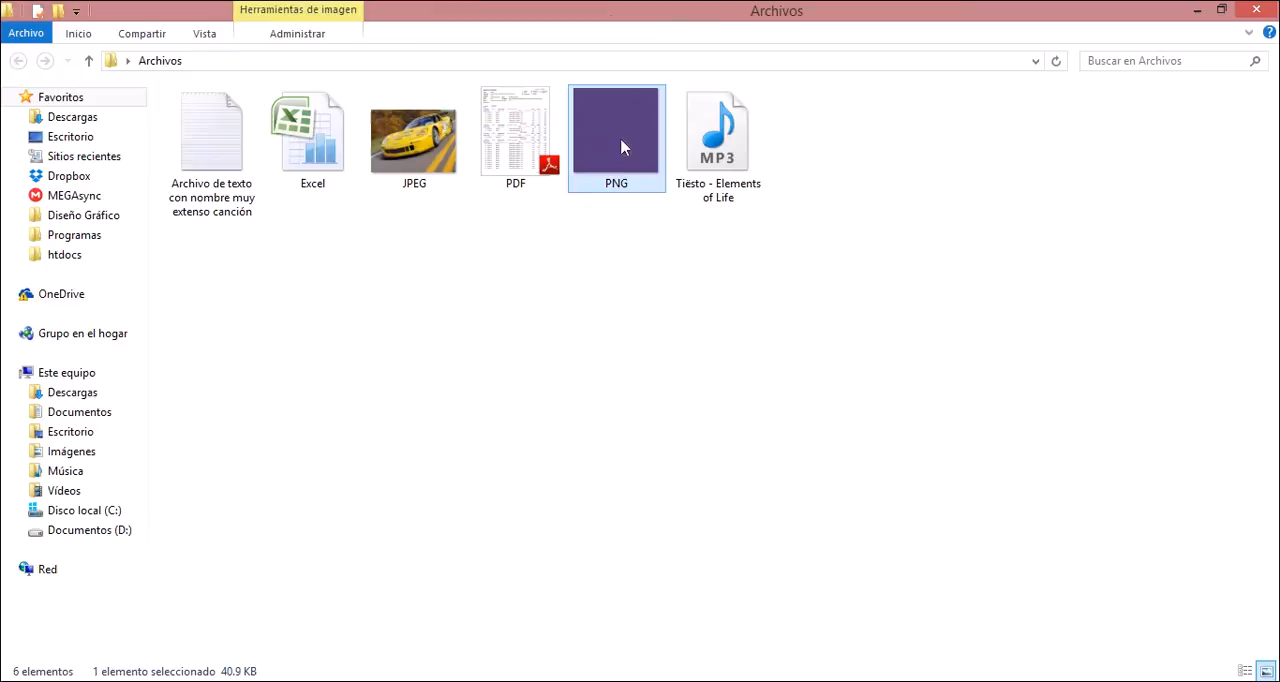 Herramientas de imagen
Archivos
Archivo
Inicio
Compartir
Vista
Administrar
Archivos
Buscar en Archivos
Favoritos
Descargas
Escritorio
Sitios recientes
Dropbox
MEGAsync
Diseño Gráfico
Programas
htdocs
OneDrive
Grupo en el hogar
Este equipo
Descargas
Documentos
Escritorio
Imágenes
Música
Vídeos
Disco local (C:)
Documentos (D:)
Red
Archivo de texto
con nombre muy
extenso canción
Excel
JPEG
PDF
PNG
MP3
Tiësto - Elements
of Life
6 elementos
1 elemento seleccionado 40.9 KB